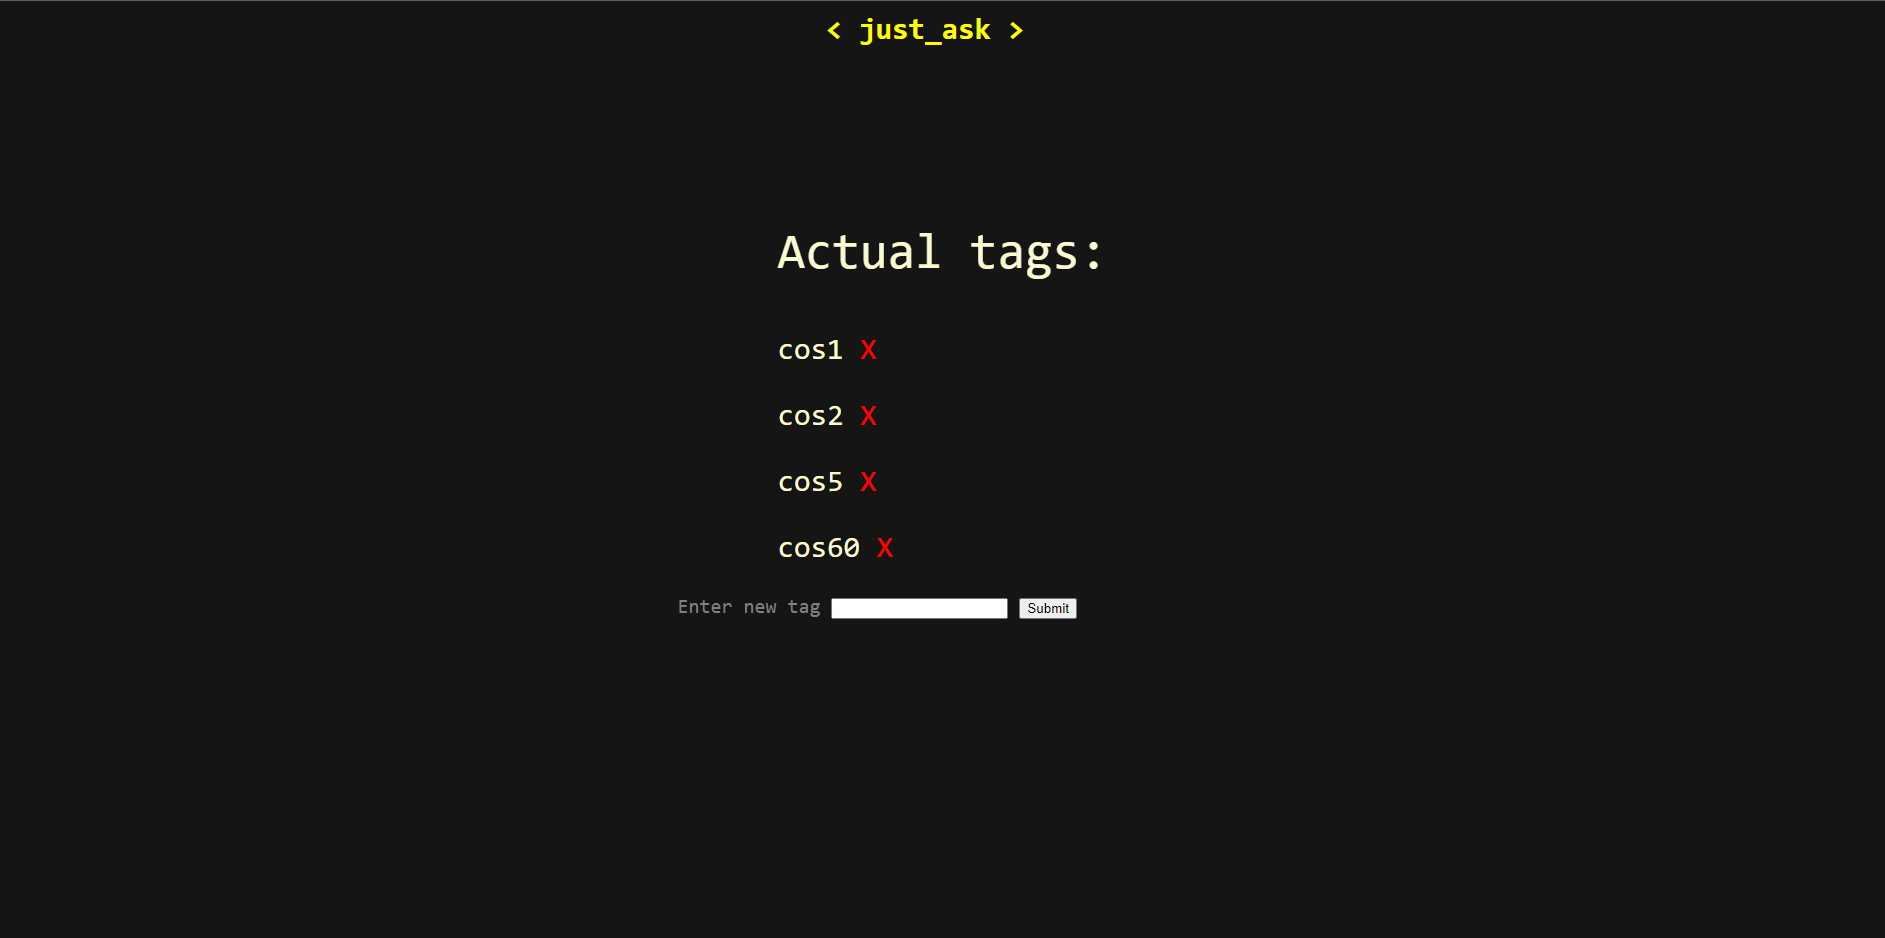 < just_ask >
Actual tags:
cos1 X
cos2 X
cos5 X
cos60 X
Enter new tag Submit